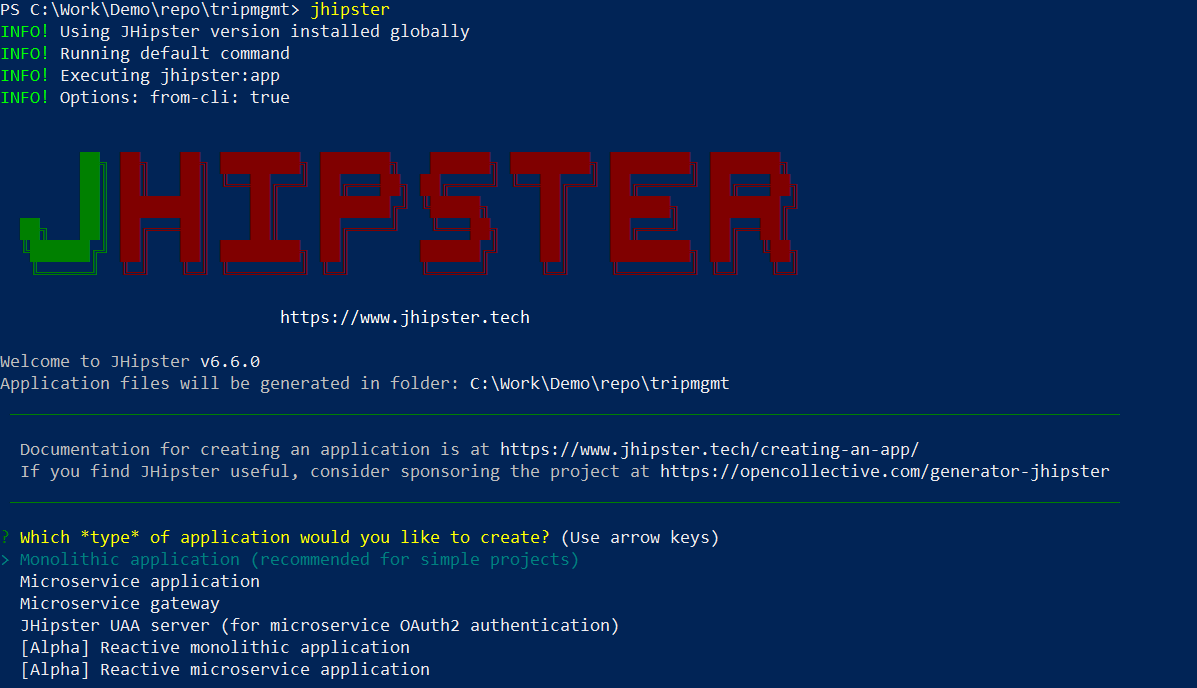 PS C:\Work\Demo\repo\tripmgmt> jhipster
INFO! Using JHipster version installed globally
INFO! Running default command
INFO! Executing jhipster:app
INFO! Options: from-cli: true
JHIPSTER
https://www.jhipster.tech
Welcome to JHipster v6.6.0
Application files will be generated in folder: C:\Work\Demo\repo\tripmgmt
Documentation for creating an application is at https://www.jhipster.tech/creating-an-app/
If you find JHipster useful, consider sponsoring the project at https://opencollective.com/generator-jhipster
? Which *type* of application would you like to create? (Use arrow keys)
> Monolithic application (recommended for simple projects)
Microservice application
Microservice gateway
JHipster UAA server (for microservice OAuth2 authentication)
[Alpha] Reactive monolithic application
[Alpha] Reactive microservice application